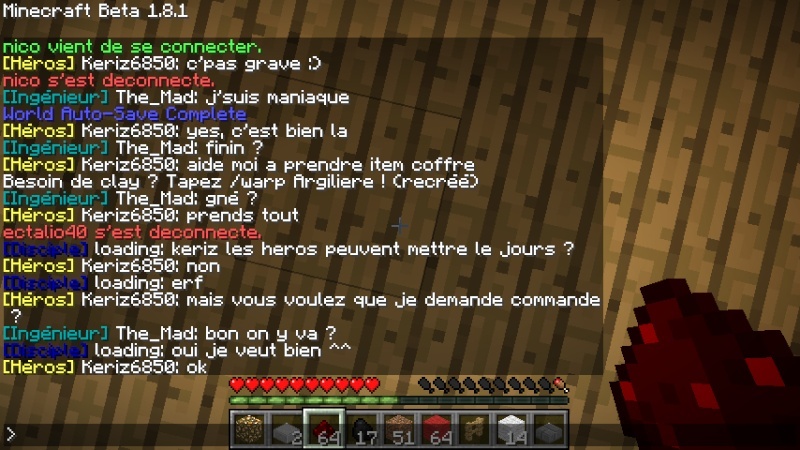 Minecraft Beta 1.8.1
nico vient de se connecter.
[Héros] Keriz6850: c'pas grave :)
nico s'est deconnecte.
[Ingénieur] The_Mad: j'suis maniaque
World Auto-Save Complete
[Héros] Keriz6850: yes, c'est bien la
[Ingénieur] The_Mad: finin ?
[Héros] Keriz6850: aide moi a prendre item coffre
Besoin de clay ? Tapez /warp Argiliere ! (recréé)
[Ingénieur] The_Mad: gné ?
[Héros] Keriz6850: prends tout
ectalio40 s'est deconnecte.
[Disciple] loading: keriz les heros peuvent mettre le jours ?
[Héros] Keriz6850: non
[Disciple] loading: erf
[Héros] Keriz6850: mais vous voulez que je demande commande
?
[Ingénieur] The_Mad: bon on y va ?
[Disciple] loading: oui je veut bien ^^
[Héros] Keriz6850: ok
2 64 17 51 64 14
>